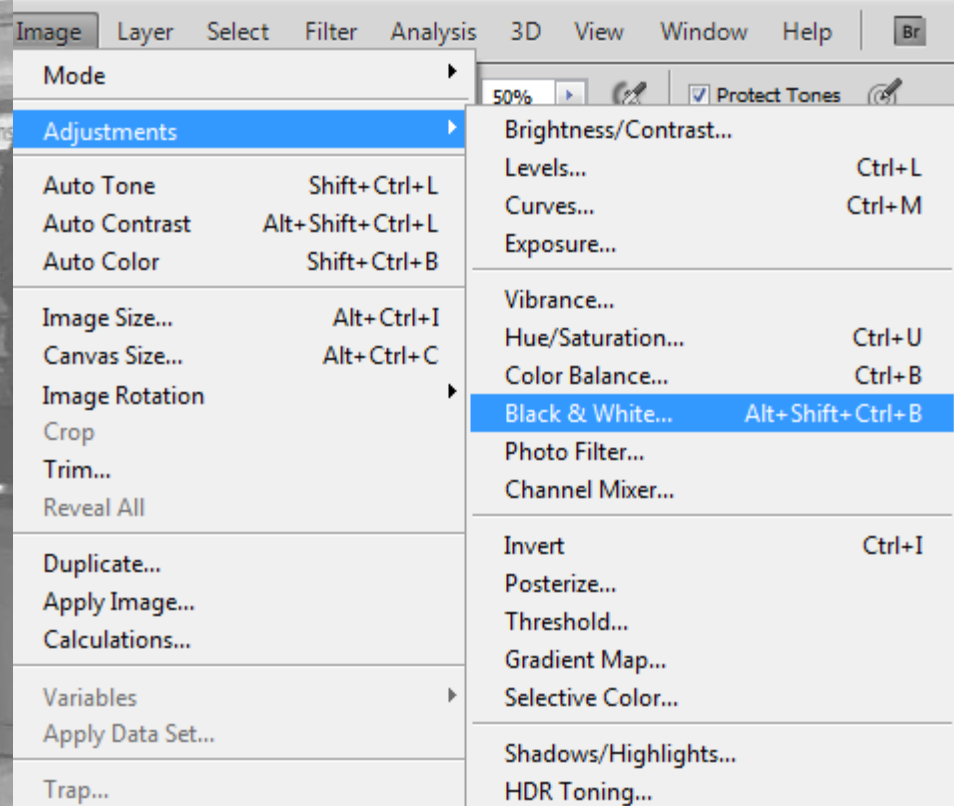 Image Layer Select Filter Analysis 3D View Window Help Br
50% Protect Tones
Mode
Adjustments
Auto Tone Shift+Ctrl+L
Auto Contrast Alt+Shift+Ctrl+L
Auto Color Shift+Ctrl+B
Image Size... Alt+Ctrl+I
Canvas Size... Alt+Ctrl+C
Image Rotation
Crop
Trim...
Reveal All
Duplicate...
Apply Image...
Calculations...
Variables
Apply Data Set...
Trap...
Brightness/Contrast...
Levels... Ctrl+L
Curves... Ctrl+M
Exposure...
Vibrance...
Hue/Saturation... Ctrl+U
Color Balance... Ctrl+B
Black & White... Alt+Shift+Ctrl+B
Photo Filter...
Channel Mixer...
Invert Ctrl+I
Posterize...
Threshold...
Gradient Map...
Selective Color...
Shadows/Highlights...
HDR Toning...